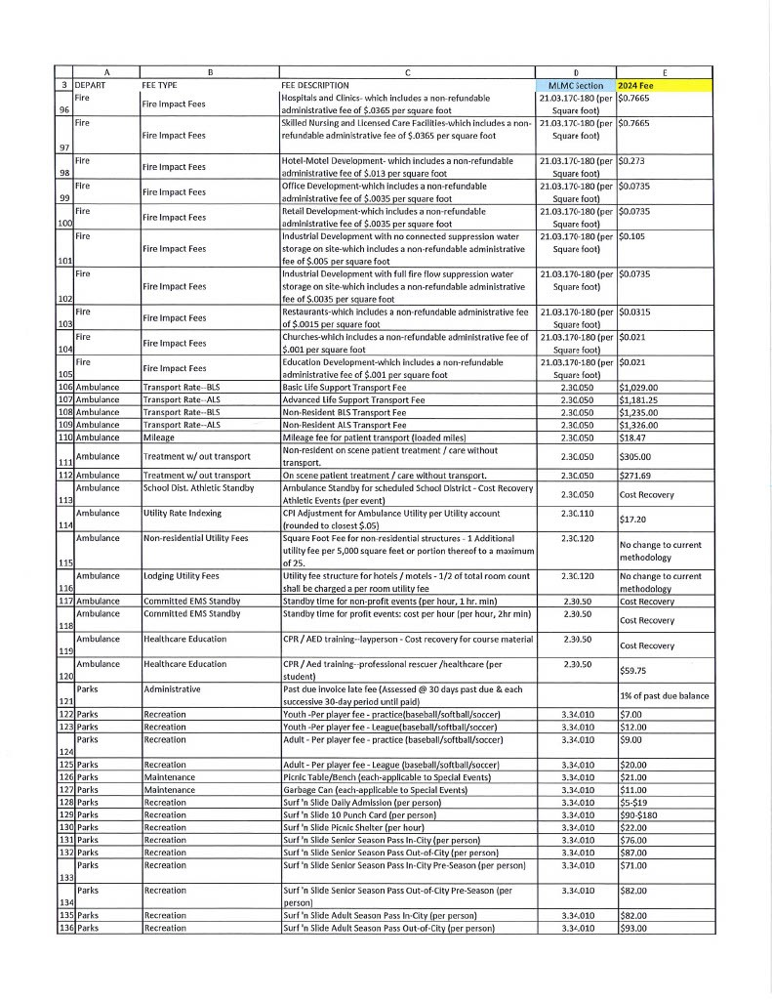 A B C D E
3 DEPART FEE TYPE FEE DESCRIPTION MLMC Section 2024 Fee
96 Fire Fire Impact Fees Hospitals and Clinics- which includes a non-refundable 21.03.170-180 (per $0.7665
administrative fee of $.0365 per square foot Square foot)
97 Fire Fire Impact Fees Skilled Nursing and Licensed Care Facilities-which includes a non- 21.03.170-180 (per $0.7665
refundable administrative fee of $.0365 per square foot Square foot)
98 Fire Fire Impact Fees Hotel-Motel Development- which includes a non-refundable 21.03.170-180 (per $0.273
administrative fee of $.013 per square foot Square foot)
99 Fire Fire Impact Fees Office Development-which includes a non-refundable 21.03.170-180 (per $0.0735
administrative fee of $.0035 per square foot Square foot)
100 Fire Fire Impact Fees Retail Development-which includes a non-refundable 21.03.170-180 (per $0.0735
administrative fee of $.0035 per square foot Square foot)
101 Fire Fire Impact Fees Industrial Development with no connected suppression water 21.03.170-180 (per $0.105
storage on site-which includes a non-refundable administrative Square foot)
fee of $.005 per square foot
102 Fire Fire Impact Fees Industrial Development with full fire flow suppression water 21.03.170-180 (per $0.0735
storage on site-which includes a non-refundable administrative Square foot)
fee of $.0035 per square foot
103 Fire Fire Impact Fees Restaurants-which includes a non-refundable administrative fee 21.03.170-180 (per $0.0315
of $.0015 per square foot Square foot)
104 Fire Fire Impact Fees Churches-which includes a non-refundable administrative fee of 21.03.170-180 (per $0.021
$.001 per square foot Square foot)
105 Fire Fire Impact Fees Education Development-which includes a non-refundable 21.03.170-180 (per $0.021
administrative fee of $.001 per square foot Square foot)
106 Ambulance Transport Rate--BLS Basic Life Support Transport Fee 2.30.050 $1,029.00
107 Ambulance Transport Rate--ALS Advanced Life Support Transport Fee 2.30.050 $1,181.25
108 Ambulance Transport Rate--BLS Non-Resident BLS Transport Fee 2.30.050 $1,235.00
109 Ambulance Transport Rate--ALS Non-Resident ALS Transport Fee 2.30.050 $1,326.00
110 Ambulance Mileage Mileage fee for patient transport (loaded miles) 2.30.050 $18.47
111 Ambulance Treatment w/ out transport Non-resident on scene patient treatment / care without 2.30.050 $305.00
transport.
112 Ambulance Treatment w/ out transport On scene patient treatment / care without transport. 2.30.050 $271.69
113 Ambulance School Dist. Athletic Standby Ambulance Standby for scheduled School District - Cost Recovery 2.30.050 Cost Recovery
Athletic Events (per event)
114 Ambulance Utility Rate Indexing CPI Adjustment for Ambulance Utility per Utility account 2.30.110 $17.20
(rounded to closest $.05)
115 Ambulance Non-residential Utility Fees Square Foot Fee for non-residential structures - 1 Additional 2.30.120 No change to current
utility fee per 5,000 square feet or portion thereof to a maximum methodology
of 25.
116 Ambulance Lodging Utility Fees Utility fee structure for hotels / motels - 1/2 of total room count 2.30.120 No change to current
shall be charged a per room utility fee methodology
117 Ambulance Committed EMS Standby Standby time for non-profit events (per hour, 1 hr. min) 2.30.50 Cost Recovery
118 Ambulance Committed EMS Standby Standby time for profit events: cost per hour (per hour, 2hr min) 2.30.50 Cost Recovery
119 Ambulance Healthcare Education CPR / AED training--layperson - Cost recovery for course material 2.30.50 Cost Recovery
120 Ambulance Healthcare Education CPR / Aed training--professional rescuer /healthcare (per 2.30.50 $59.75
student)
121 Parks Administrative Past due invoice late fee (Assessed @ 30 days past due & each 1% of past due balance
successive 30-day period until paid)
122 Parks Recreation Youth -Per player fee - practice(baseball/softball/soccer) 3.34.010 $7.00
123 Parks Recreation Youth -Per player fee - League(baseball/softball/soccer) 3.34.010 $12.00
124 Parks Recreation Adult - Per player fee - practice (baseball/softball/soccer) 3.34.010 $9.00
125 Parks Recreation Adult - Per player fee - League (baseball/softball/soccer) 3.34.010 $20.00
126 Parks Maintenance Picnic Table/Bench (each-applicable to Special Events) 3.34.010 $21.00
127 Parks Maintenance Garbage Can (each-applicable to Special Events) 3.34.010 $11.00
128 Parks Recreation Surf 'n Slide Daily Admission (per person) 3.34.010 $5-$19
129 Parks Recreation Surf 'n Slide 10 Punch Card (per person) 3.34.010 $90-$180
130 Parks Recreation Surf 'n Slide Picnic Shelter (per hour) 3.34.010 $22.00
131 Parks Recreation Surf 'n Slide Senior Season Pass In-City (per person) 3.34.010 $76.00
132 Parks Recreation Surf 'n Slide Senior Season Pass Out-of-City (per person) 3.34.010 $87.00
133 Parks Recreation Surf 'n Slide Senior Season Pass In-City Pre-Season (per person) 3.34.010 $71.00
134 Parks Recreation Surf 'n Slide Senior Season Pass Out-of-City Pre-Season (per 3.34.010 $82.00
person)
135 Parks Recreation Surf 'n Slide Adult Season Pass In-City (per person) 3.34.010 $82.00
136 Parks Recreation Surf 'n Slide Adult Season Pass Out-of-City (per person) 3.34.010 $93.00